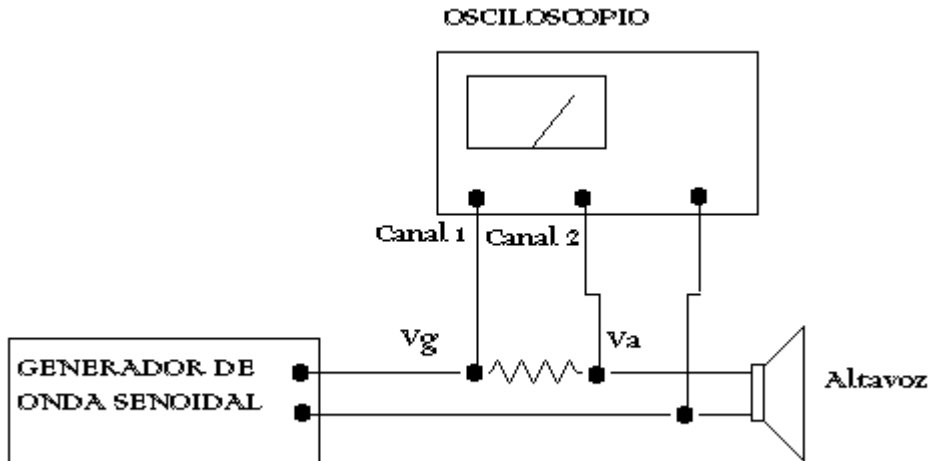 OSCILOSCOPIO
Canal 1
Canal 2
Vg
Va
GENERADOR DE
ONDA SENOIDAL
Altavoz